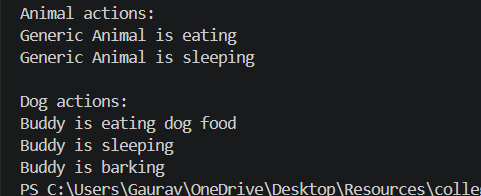 Animal actions:
Generic Animal is eating
Generic Animal is sleeping
Dog actions:
Buddy is eating dog food
Buddy is sleeping
Buddy is barking
PS C:\Users\Gaurav\OneDrive\Desktop\Resources\colleg